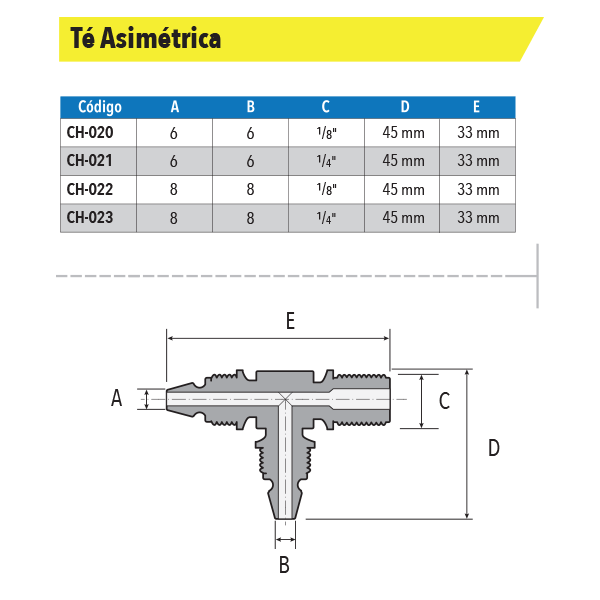 Té Asimétrica
Código A B C D E
CH-020 6 6 1/8" 45 mm 33 mm
CH-021 6 6 1/4" 45 mm 33 mm
CH-022 8 8 1/8" 45 mm 33 mm
CH-023 8 8 1/4" 45 mm 33 mm
E
A
C
D
B